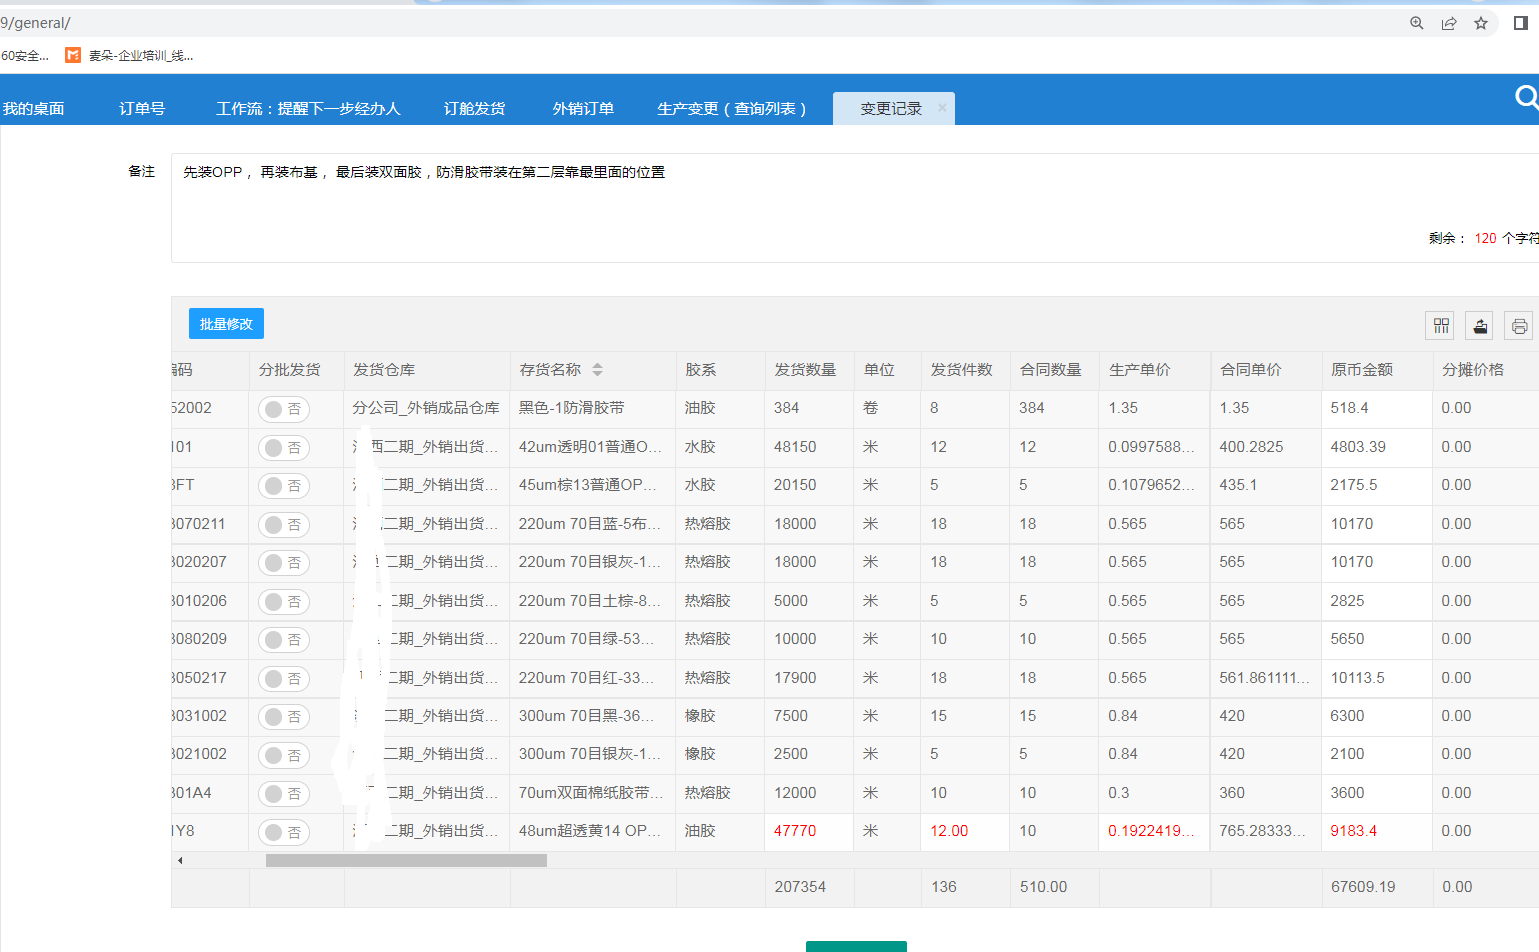 9/general/
60安全... 麦朵-企业培训_线...
我的桌面 订单号 工作流：提醒下一步经办人 订舱发货 外销订单 生产变更（查询列表） 变更记录 ×
备注 先装OPP， 再装布基， 最后装双面胶，防滑胶带装在第二层靠最里面的位置
剩余： 120 个字符
批量修改
编码 分批发货 发货仓库 存货名称 胶系 发货数量 单位 发货件数 合同数量 生产单价 合同单价 原币金额 分摊价格
52002 否 分公司_外销成品仓库 黑色-1防滑胶带 油胶 384 卷 8 384 1.35 1.35 518.4 0.00
101 否 西二期_外销出货... 42um透明01普通O... 水胶 48150 米 12 12 0.0997588... 400.2825 4803.39 0.00
3FT 否 二期_外销出货... 45um棕13普通OP... 水胶 20150 米 5 5 0.1079652... 435.1 2175.5 0.00
3070211 否 二期_外销出货... 220um 70目蓝-5布... 热熔胶 18000 米 18 18 0.565 565 10170 0.00
3020207 否 二期_外销出货... 220um 70目银灰-1... 热熔胶 18000 米 18 18 0.565 565 10170 0.00
3010206 否 二期_外销出货... 220um 70目土棕-8... 热熔胶 5000 米 5 5 0.565 565 2825 0.00
3080209 否 二期_外销出货... 220um 70目绿-53... 热熔胶 10000 米 10 10 0.565 565 5650 0.00
3050217 否 二期_外销出货... 220um 70目红-33... 热熔胶 17900 米 18 18 0.565 561.861111... 10113.5 0.00
3031002 否 二期_外销出货... 300um 70目黑-36... 橡胶 7500 米 15 15 0.84 420 6300 0.00
3021002 否 二期_外销出货... 300um 70目银灰-1... 橡胶 2500 米 5 5 0.84 420 2100 0.00
301A4 否 二期_外销出货... 70um双面棉纸胶带... 热熔胶 12000 米 10 10 0.3 360 3600 0.00
1Y8 否 二期_外销出货... 48um超透黄14 OP... 油胶 47770 米 12.00 10 0.1922419... 765.28333... 9183.4 0.00
207354 136 510.00 67609.19 0.00